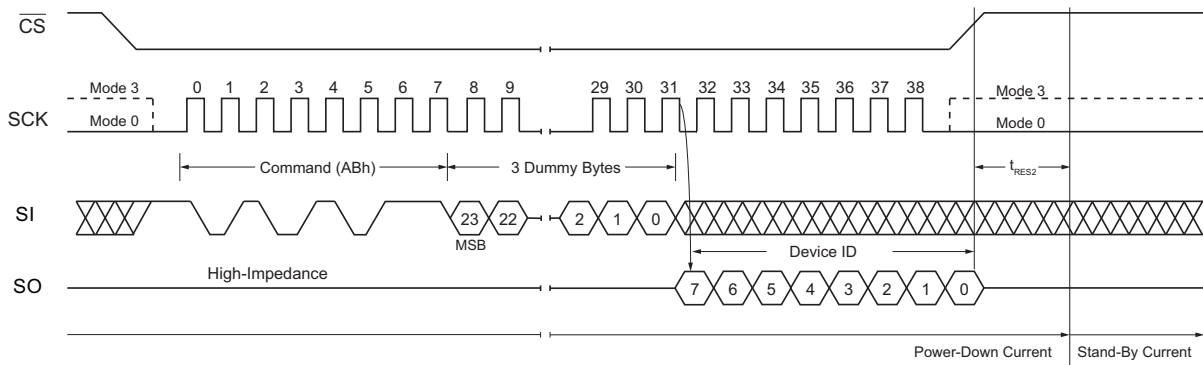 CS
Mode 3
0 1 2 3 4 5 6 7 8 9 29 30 31 32 33 34 35 36 37 38
Mode 3
SCK
Mode 0
Mode 0
Command (ABh)
3 Dummy Bytes
tRES2
SI
23 22 2 1 0
MSB
Device ID
High-Impedance
SO
7 6 5 4 3 2 1 0
Power-Down Current
Stand-By Current